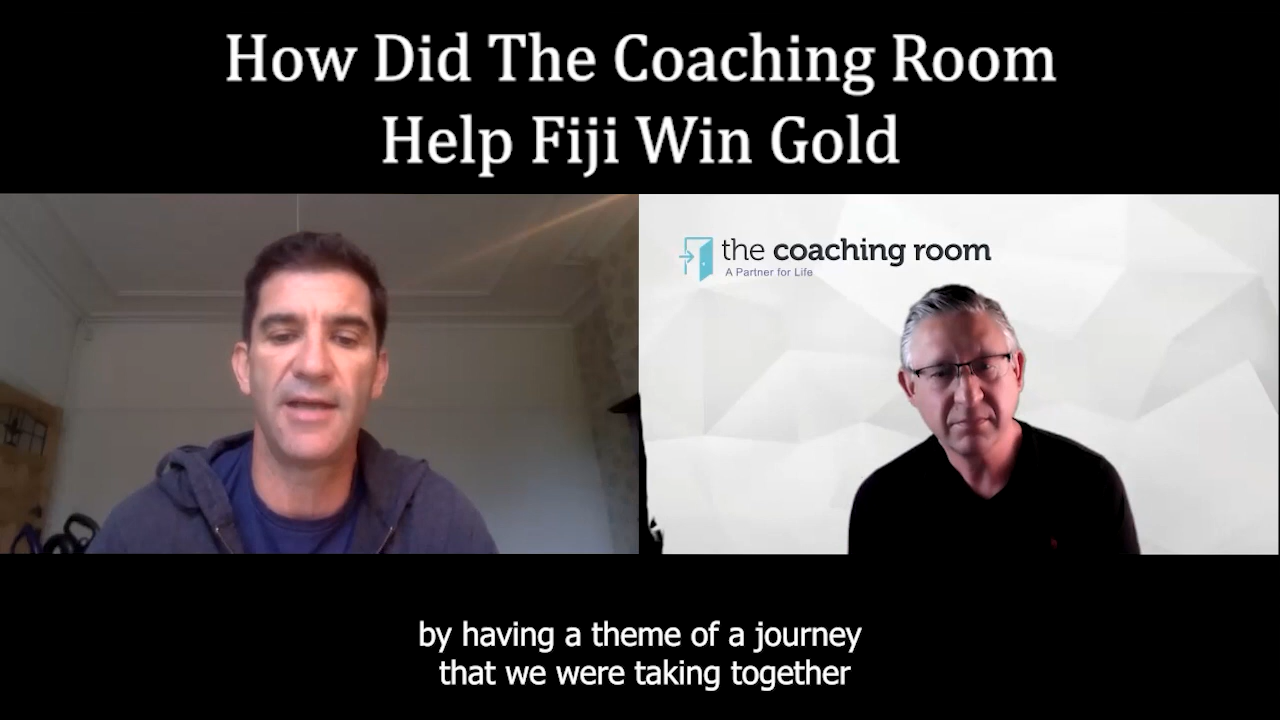 How Did The Coaching Room
Help Fiji Win Gold
the coaching room
A Partner for Life
by having a theme of a journey
that we were taking together